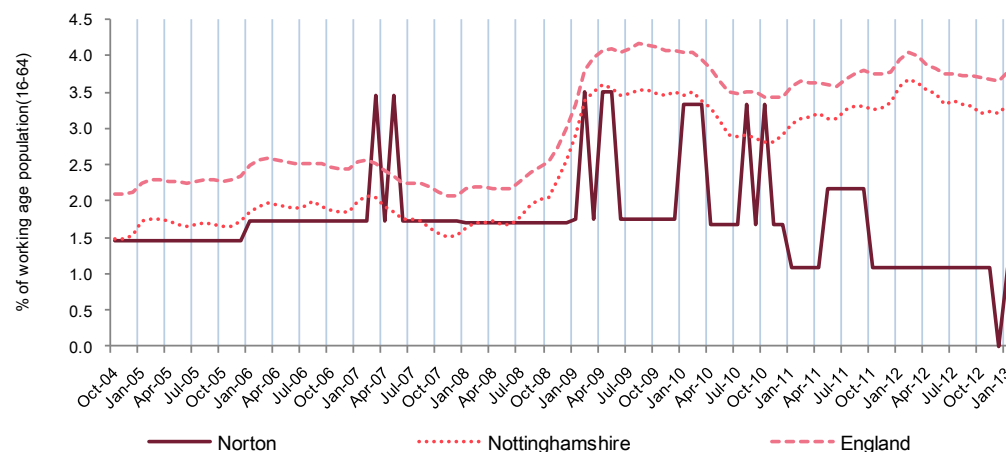 % of working age population(16-64)
4.5
4.0
3.5
3.0
2.5
2.0
1.5
1.0
0.5
0.0
Oct-04
Jan-05
Apr-05
Jul-05
Oct-05
Jan-06
Apr-06
Jul-06
Oct-06
Jan-07
Apr-07
Jul-07
Oct-07
Jan-08
Apr-08
Jul-08
Oct-08
Jan-09
Apr-09
Jul-09
Oct-09
Jan-10
Apr-10
Jul-10
Oct-10
Jan-11
Apr-11
Jul-11
Oct-11
Jan-12
Apr-12
Jul-12
Oct-12
Jan-13
Norton
Nottinghamshire
England